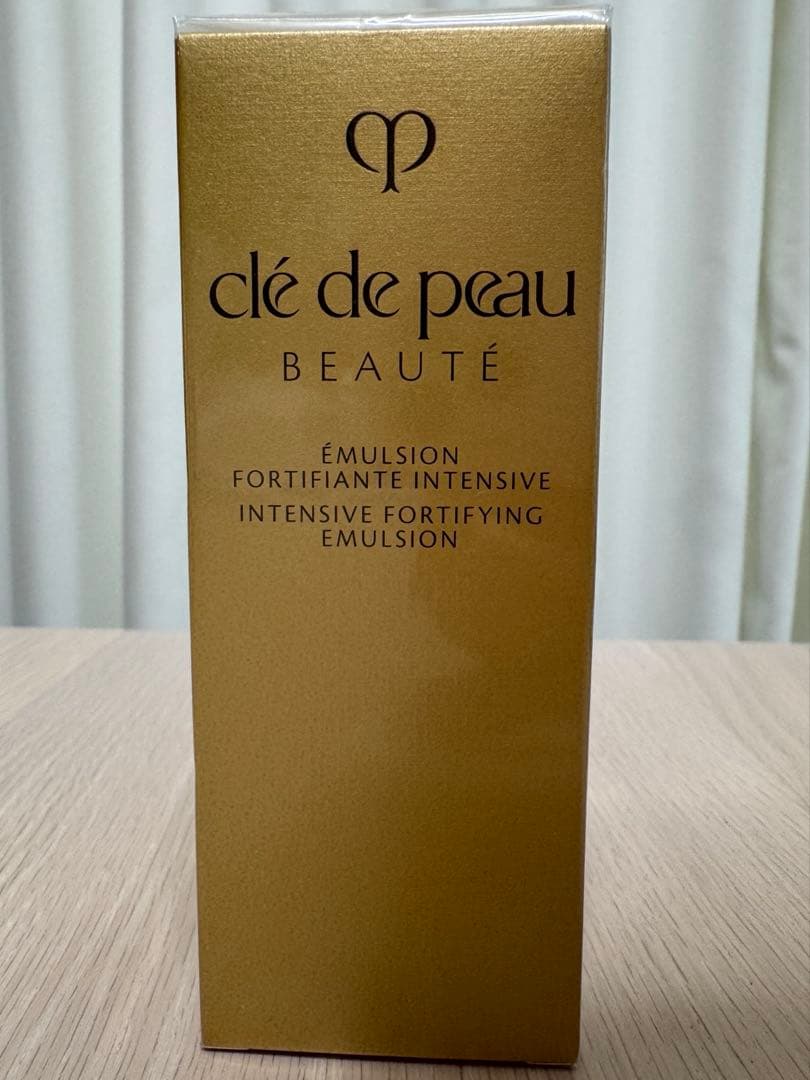 clé de peau
BEAUTÉ
ÉMULSION
FORTIFIANTE INTENSIVE
INTENSIVE FORTIFYING
EMULSION